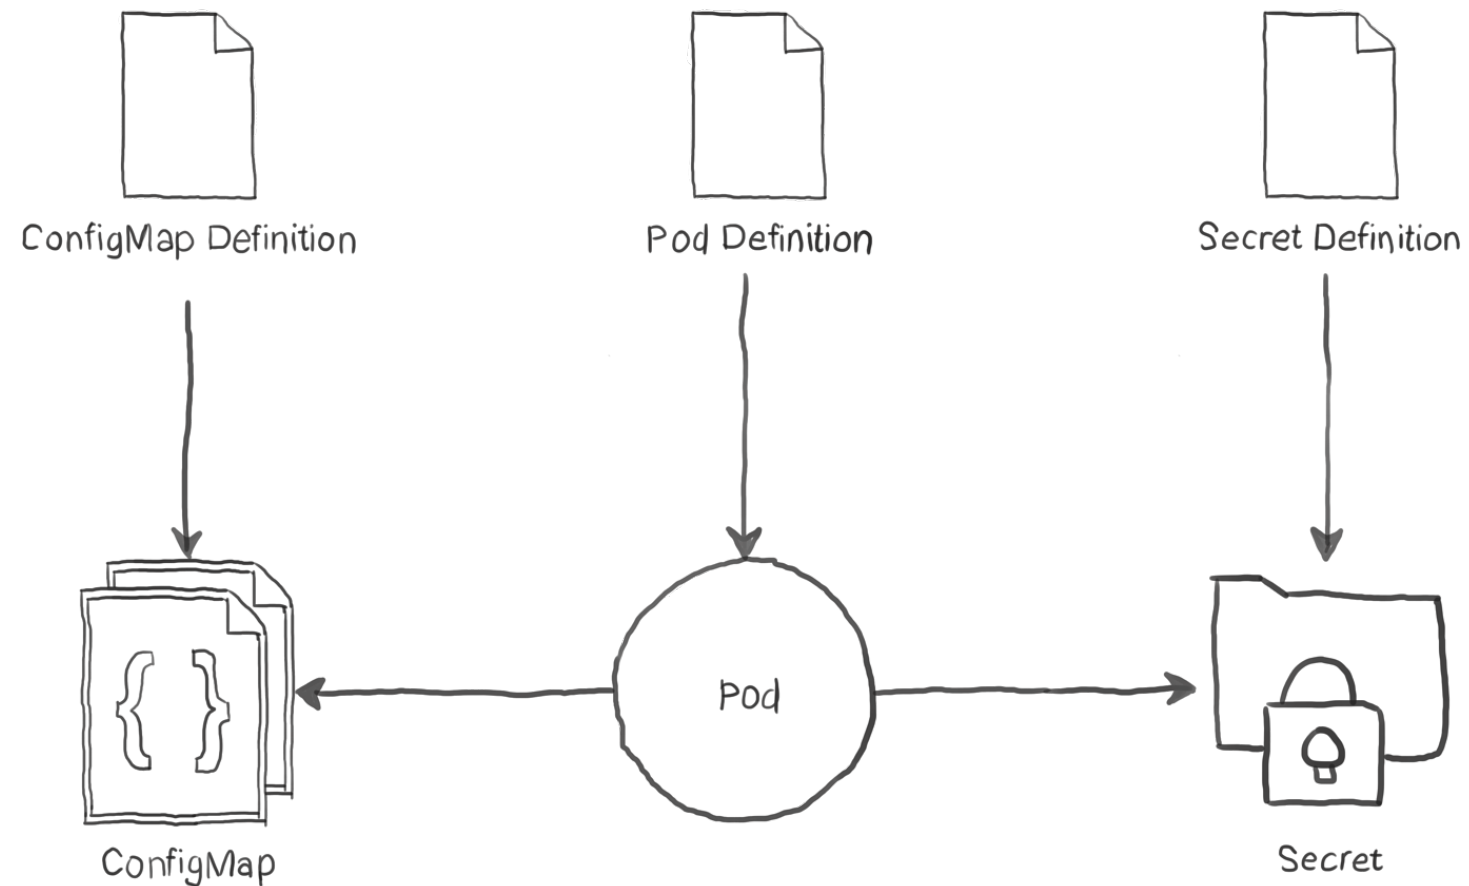 ConfigMap Definition
Pod Definition
Secret Definition
{ }
Pod
ConfigMap
Secret